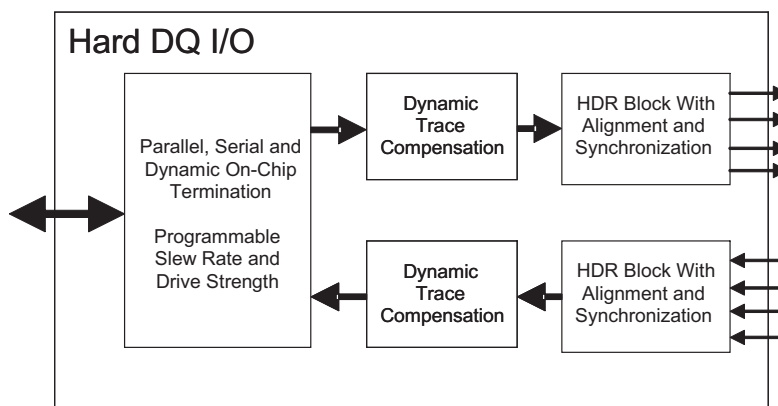 Hard DQ I/O
Parallel, Serial and
Dynamic On-Chip
Termination
Programmable
Slew Rate and
Drive Strength
Dynamic
Trace
Compensation
HDR Block With
Alignment and
Synchronization
Dynamic
Trace
Compensation
HDR Block With
Alignment and
Synchronization